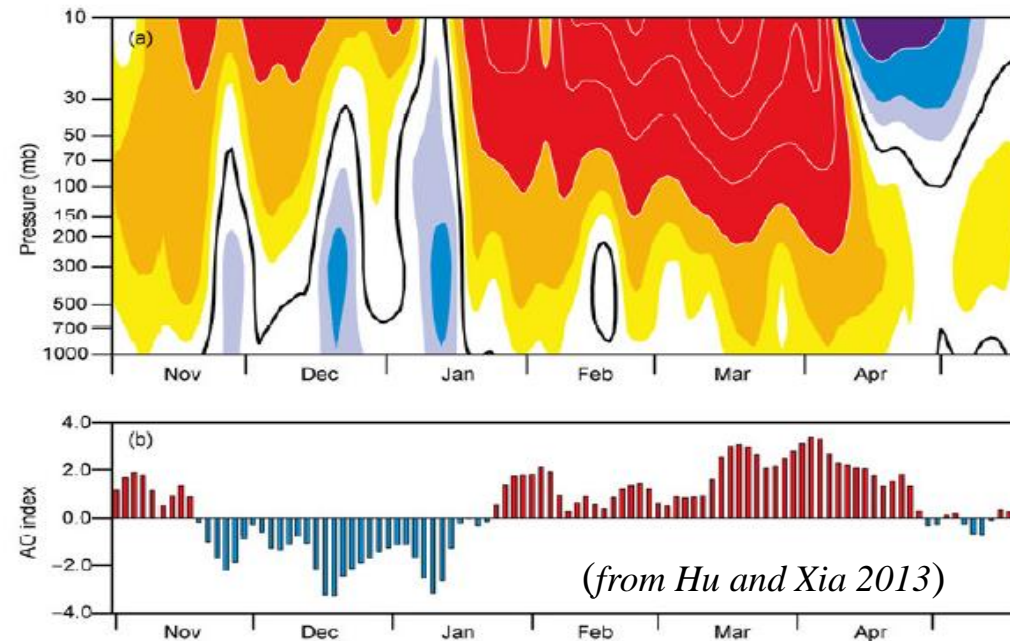 (a)
Pressure (mb)
10
30
50
70
100
150
200
300
500
700
1000
Nov Dec Jan Feb Mar Apr
(b)
AO index
4.0
2.0
0.0
−2.0
−4.0
(from Hu and Xia 2013)
Nov Dec Jan Feb Mar Apr